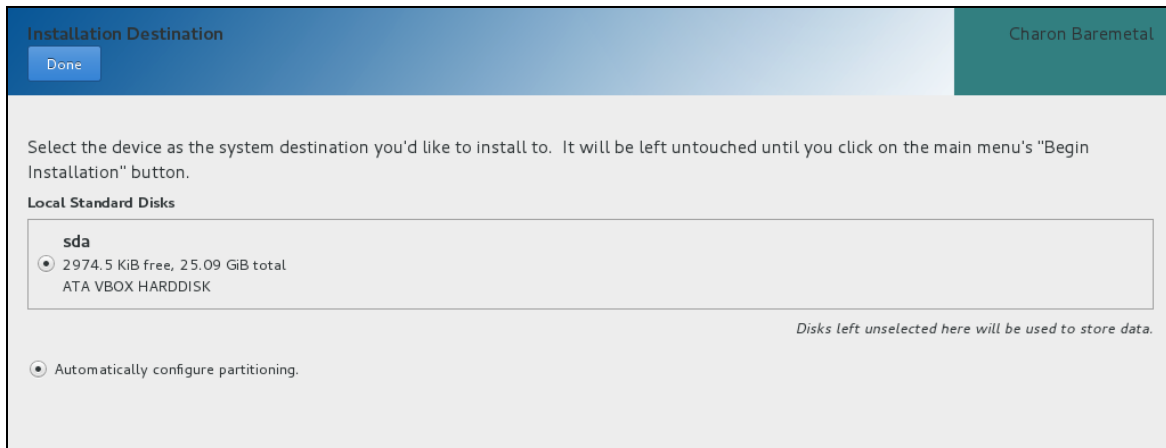 Installation Destination
Charon Baremetal
Done
Select the device as the system destination you'd like to install to. It will be left untouched until you click on the main menu's "Begin
Installation" button.
Local Standard Disks
sda
2974.5 KiB free, 25.09 GiB total
ATA VBOX HARDDISK
Disks left unselected here will be used to store data.
Automatically configure partitioning.